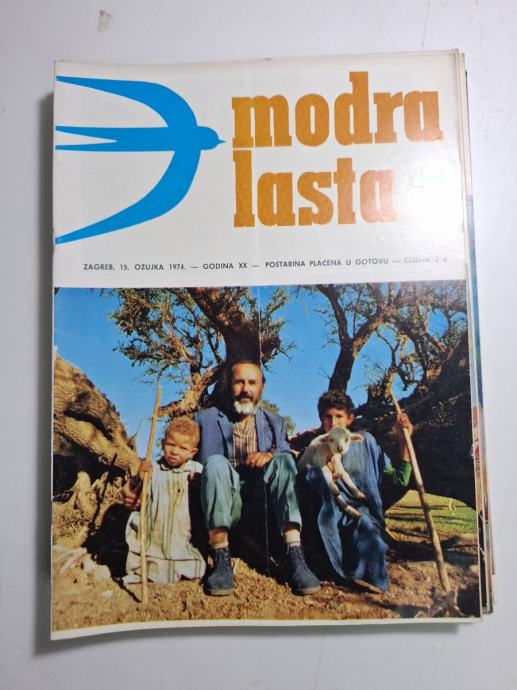 modra
lasta
ZAGREB, 15. OŽUJKA 1974. — GODINA XX — POŠTARINA PLAĆENA U GOTOVU — CIJENA 2 d